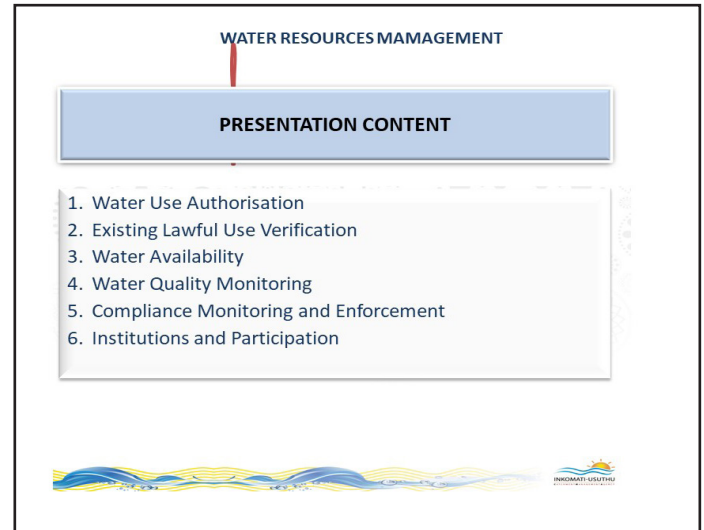 WATER RESOURCES MAMAGEMENT
PRESENTATION CONTENT
1. Water Use Authorisation
2. Existing Lawful Use Verification
3. Water Availability
4. Water Quality Monitoring
5. Compliance Monitoring and Enforcement
6. Institutions and Participation
INKOMATI-USUTHU